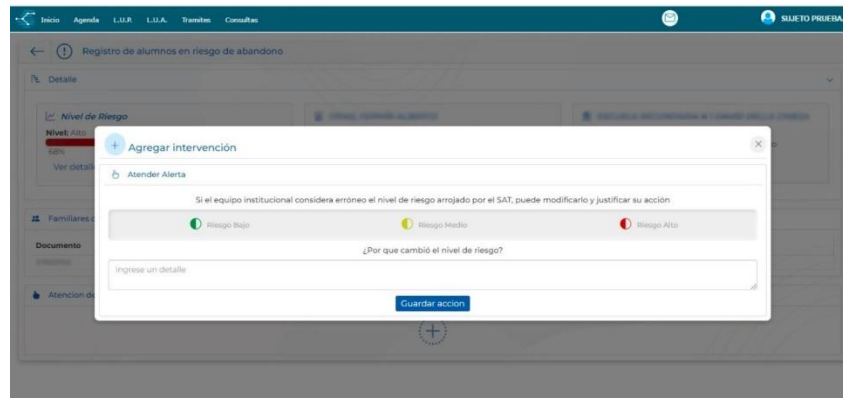 Inicio Agenda L.U.P. L.U.A. Tramites Consultas SUJETO PRUEBA
Registro de alumnos en riesgo de abandono
Detalle
Nivel de Riesgo
Nivel: Alto
68%
Ver detalle
Agregar intervención
Atender Alerta
Si el equipo institucional considera erróneo el nivel de riesgo arrojado por el SAT, puede modificarlo y justificar su acción
Riesgo Bajo Riesgo Medio Riesgo Alto
¿Por que cambió el nivel de riesgo?
Ingrese un detalle
Guardar accion
Familiares
Documento
Atencion de